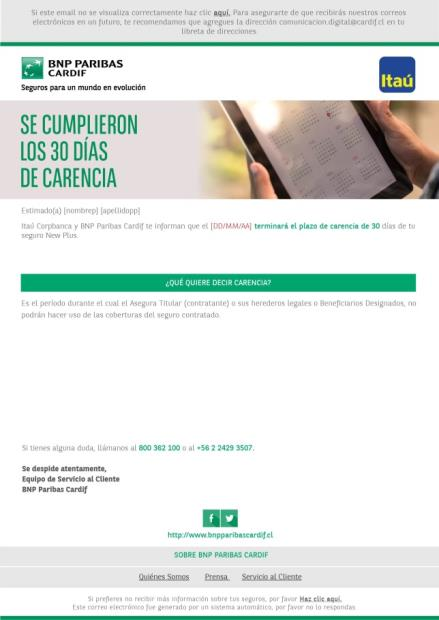 Si este email no se visualiza correctamente haz clic aquí. Para asegurarte de que recibirás nuestros correos
electrónicos en un futuro, te recomendamos que agregues la dirección comunicacion.digital@cardif.cl en tu
libreta de direcciones
BNP PARIBAS
CARDIF
Itaú
Seguros para un mundo en evolución
SE CUMPLIERON
LOS 30 DÍAS
DE CARENCIA
Estimado(a) [nombrep] [apellidopp]
Itaú Corpbanca y BNP Paribas Cardif te informan que el [DD/MM/AA] terminará el plazo de carencia de 30 días de tu
seguro New Plus.
¿QUÉ QUIERE DECIR CARENCIA?
Es el período durante el cual el Asegura Titular (contratante) o sus herederos legales o Beneficiarios Designados, no
podrán hacer uso de las coberturas del seguro contratado.
Si tienes alguna duda, llámanos al 800 362 100 o al +56 2 2429 3507.
Se despide atentamente,
Equipo de Servicio al Cliente
BNP Paribas Cardif
http://www.bnpparibascardif.cl
SOBRE BNP PARIBAS CARDIF
Quiénes Somos Prensa Servicio al Cliente
Si prefieres no recibir más información sobre tus seguros, por favor Haz clic aquí.
Este correo electrónico fue generado por un sistema automático, por favor no lo respondas